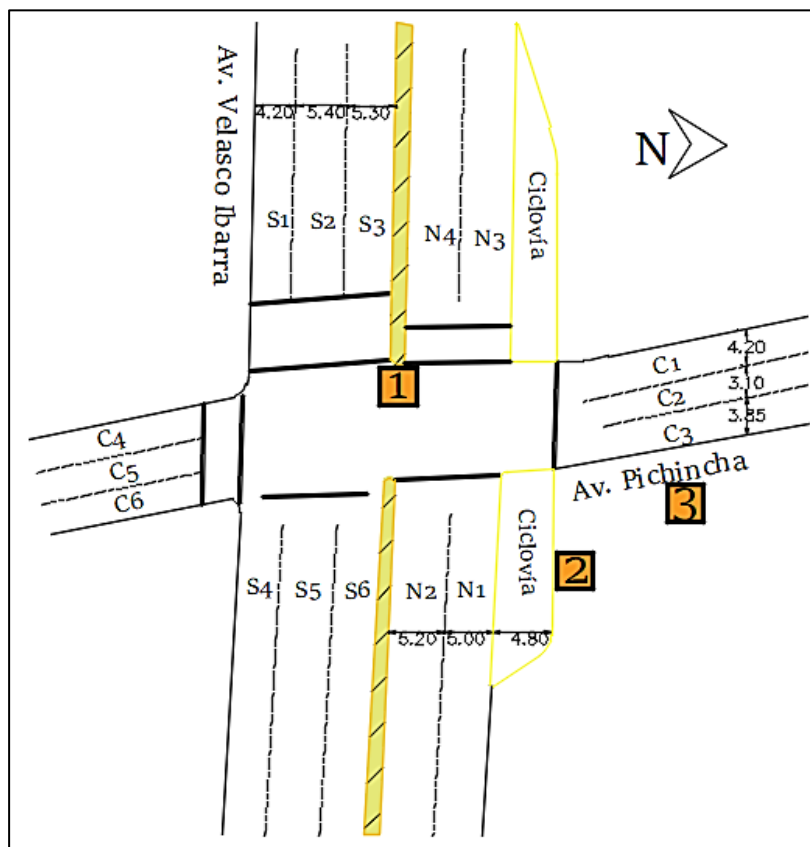 Av. Velasco Ibarra
4.20 5.40 5.30
N
S1 S2 S3 N4 N3 Ciclovía
1
C1 4.20
C2 3.10
C3 3.85
C4
C5
C6
Av. Pichincha
3
2
S4 S5 S6 N2 N1 Ciclovía
5.20 5.00 4.80